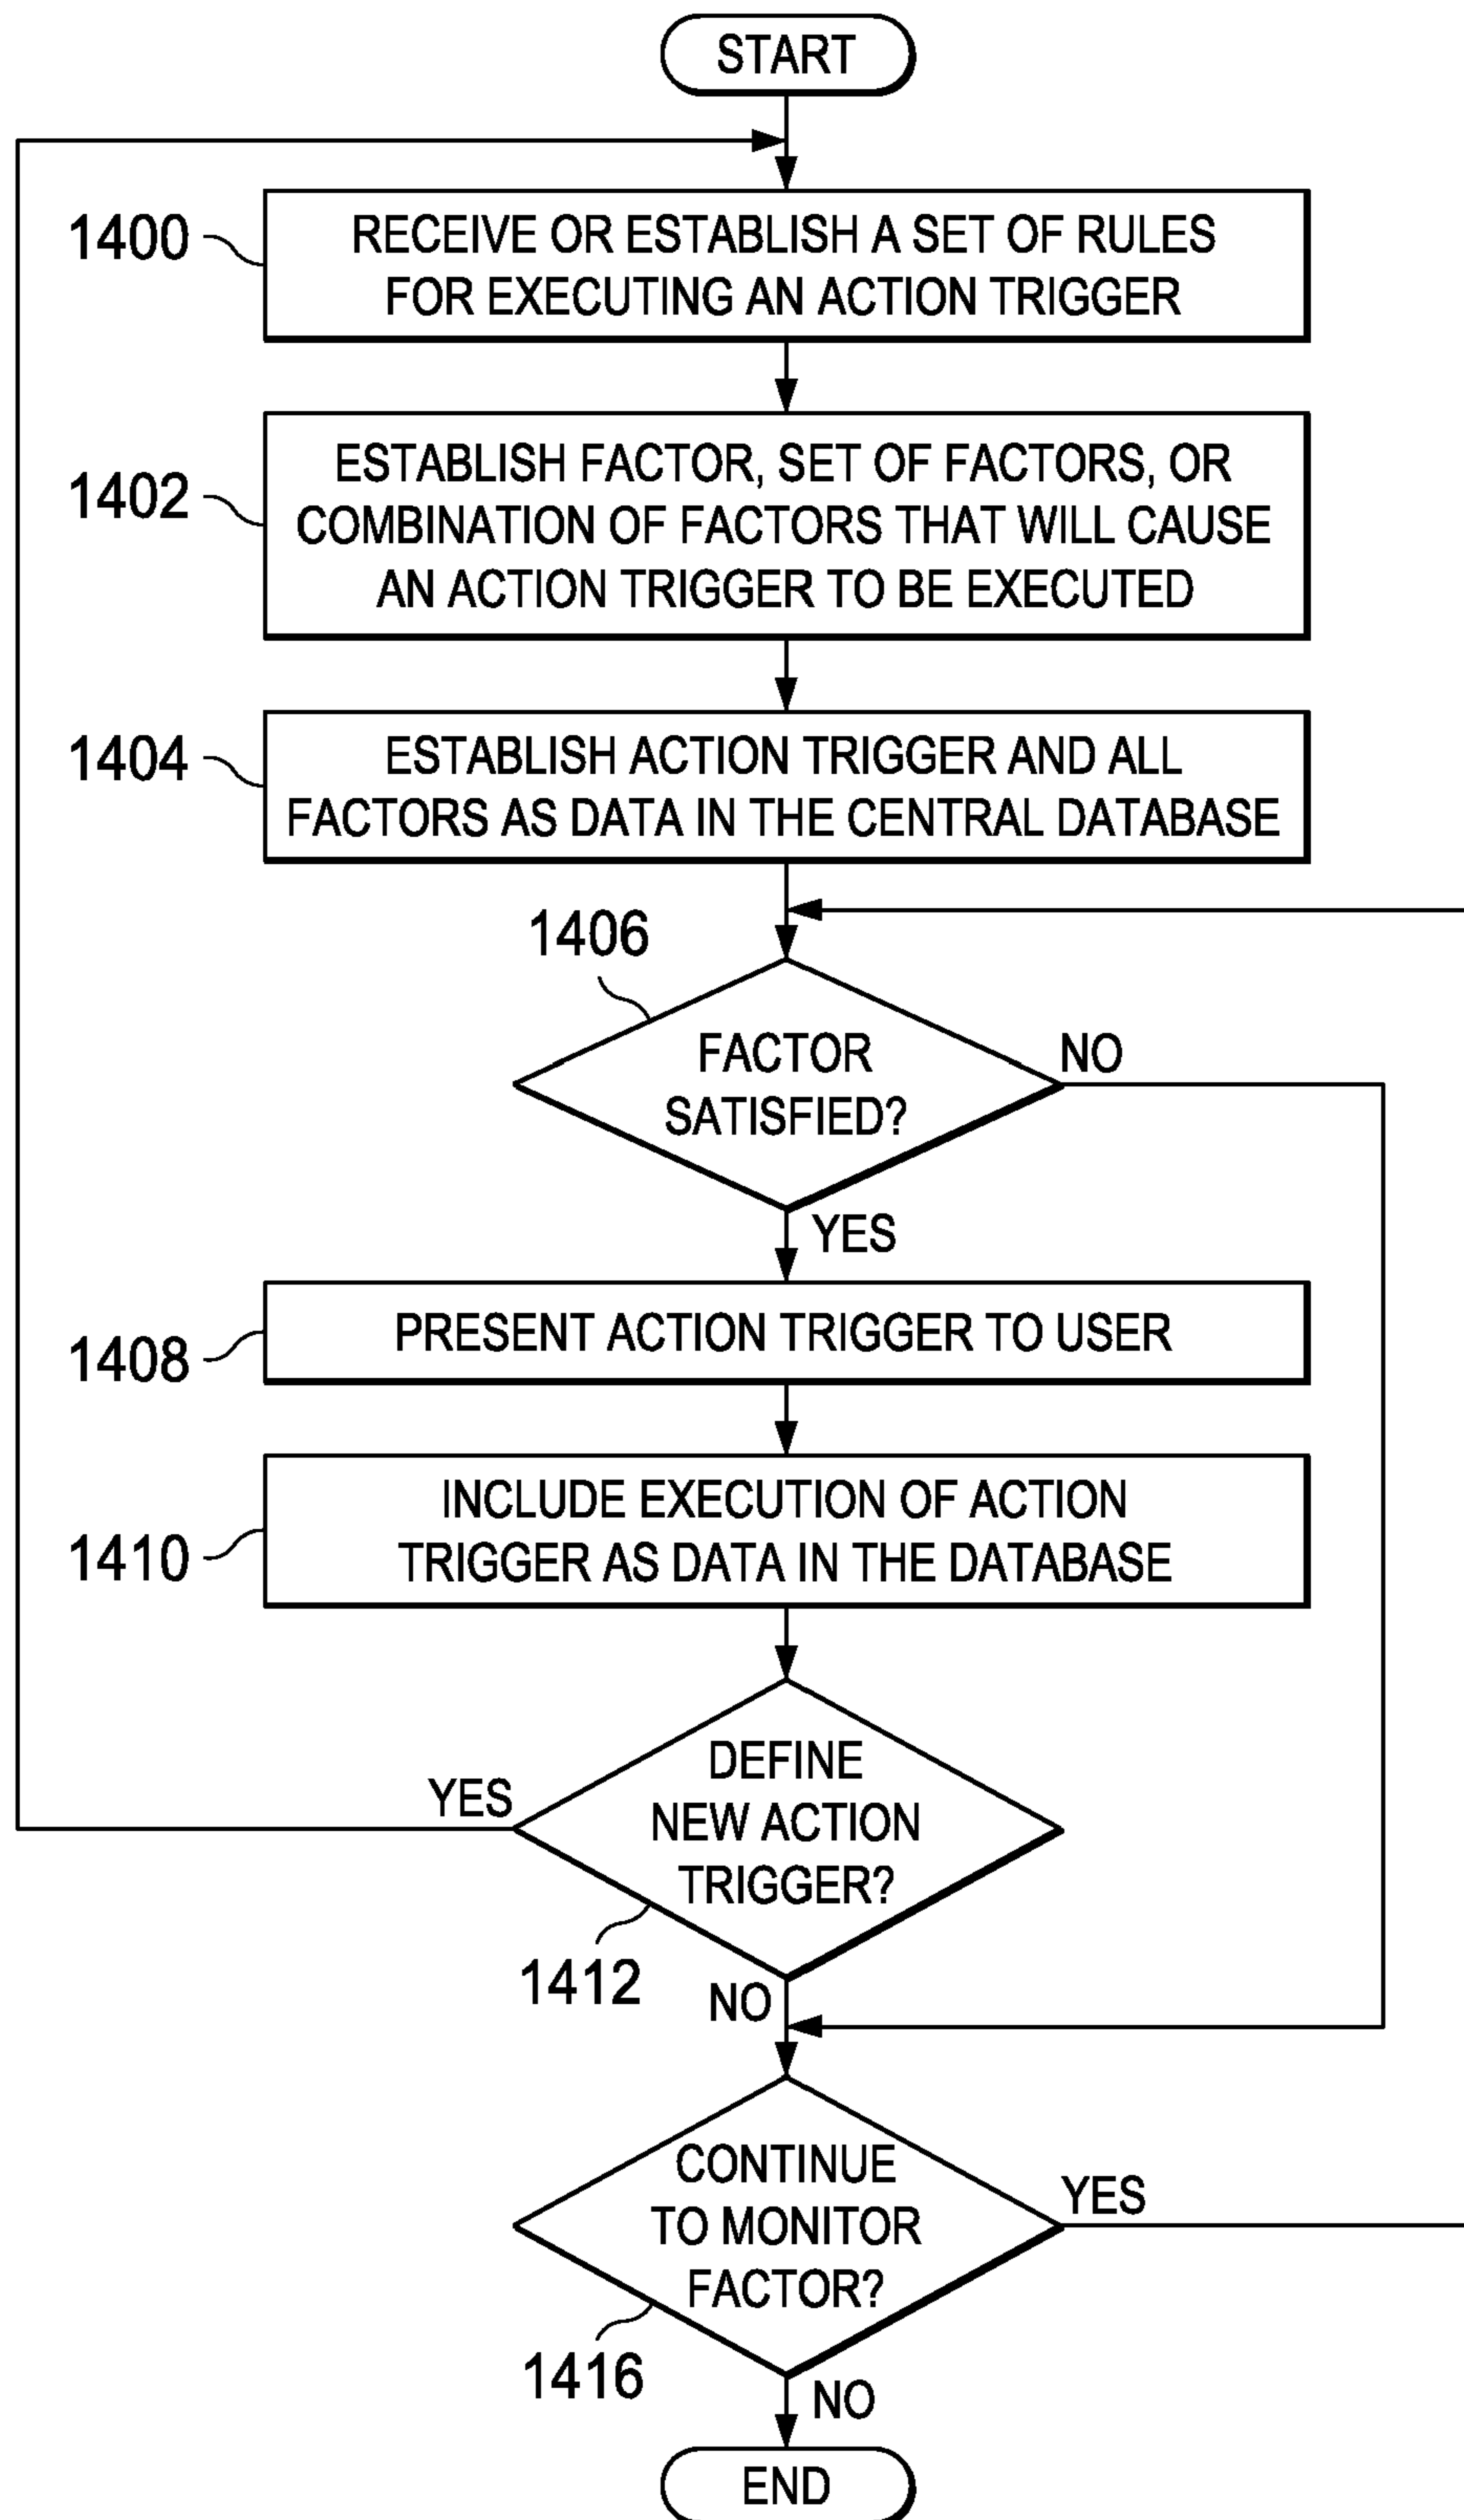 START
1400
RECEIVE OR ESTABLISH A SET OF RULES
FOR EXECUTING AN ACTION TRIGGER
1402
ESTABLISH FACTOR, SET OF FACTORS, OR
COMBINATION OF FACTORS THAT WILL CAUSE
AN ACTION TRIGGER TO BE EXECUTED
1404
ESTABLISH ACTION TRIGGER AND ALL
FACTORS AS DATA IN THE CENTRAL DATABASE
1406
FACTOR
SATISFIED?
NO
YES
1408
PRESENT ACTION TRIGGER TO USER
1410
INCLUDE EXECUTION OF ACTION
TRIGGER AS DATA IN THE DATABASE
DEFINE
NEW ACTION
TRIGGER?
YES
1412
NO
CONTINUE
TO MONITOR
FACTOR?
YES
1416
NO
END